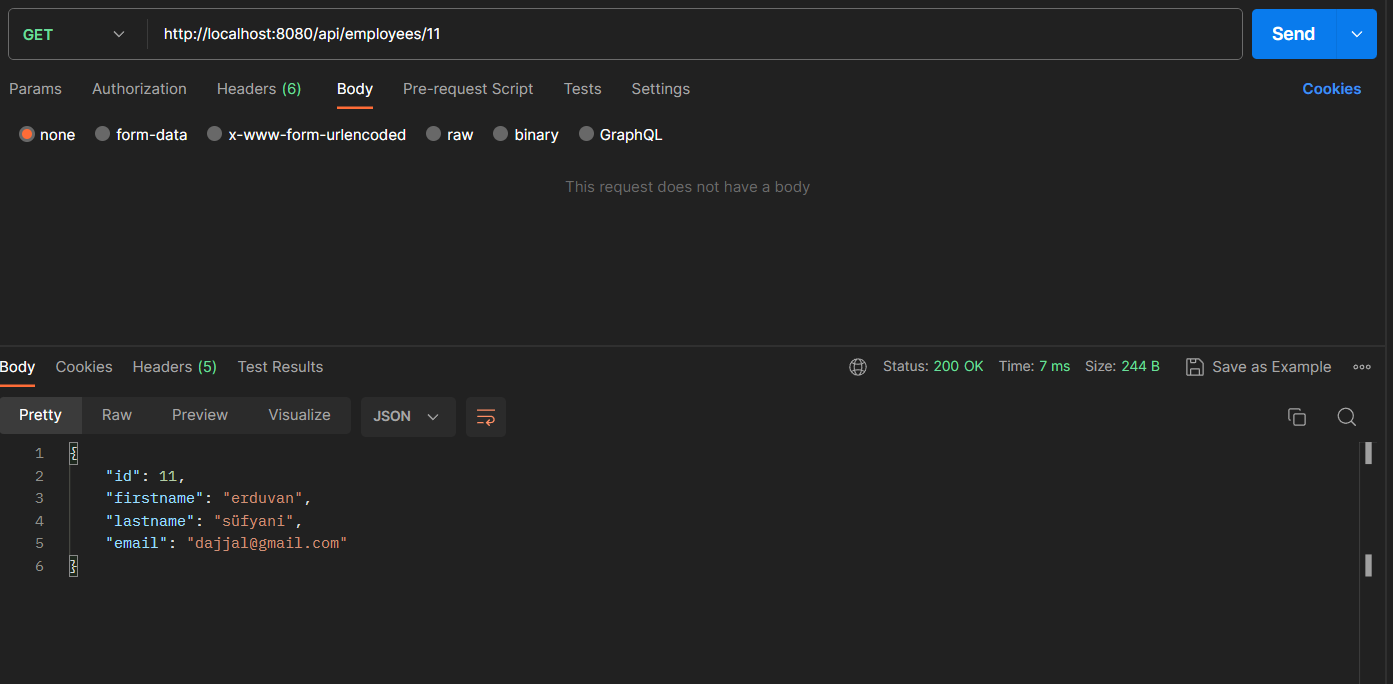 GET http://localhost:8080/api/employees/11 Send
Params Authorization Headers (6) Body Pre-request Script Tests Settings Cookies
none form-data x-www-form-urlencoded raw binary GraphQL
This request does not have a body
Body Cookies Headers (5) Test Results Status: 200 OK Time: 7 ms Size: 244 B Save as Example
Pretty Raw Preview Visualize JSON
1 {
2 "id": 11,
3 "firstname": "erduvan",
4 "lastname": "süfyani",
5 "email": "dajjal@gmail.com"
6 }